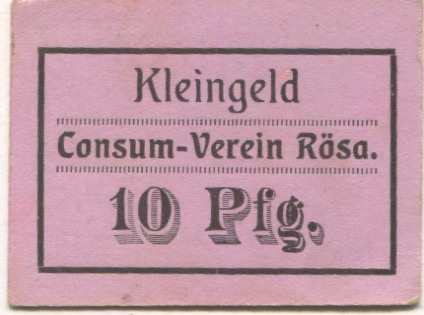 Kleingeld
Consum-Verein Rösa.
10 Pfg.